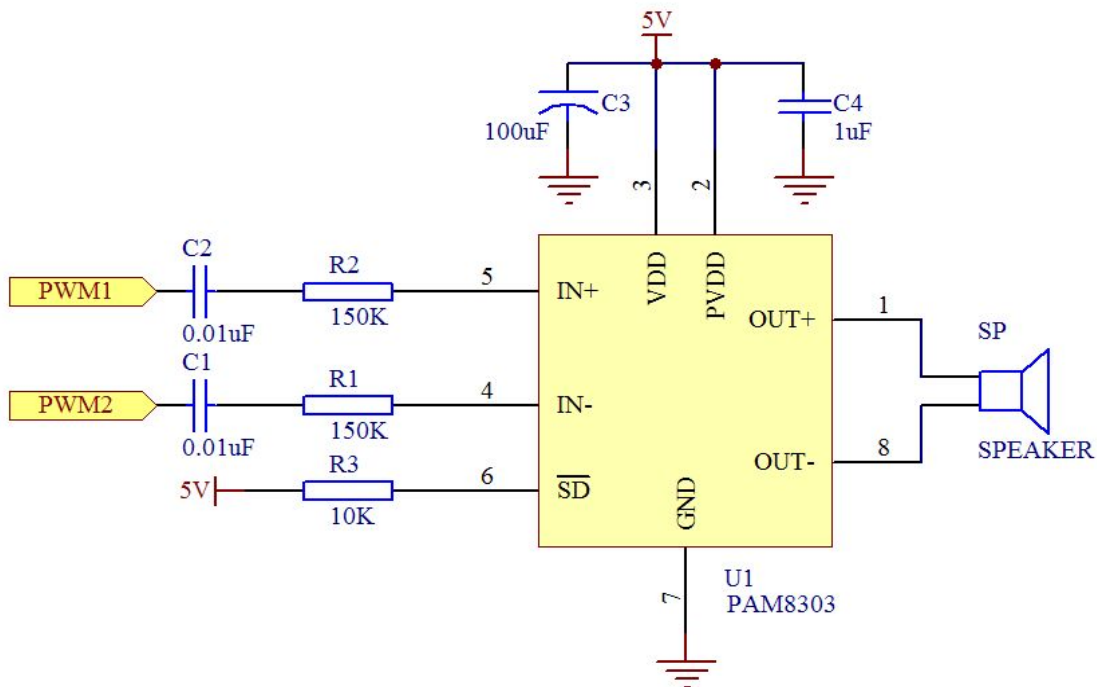 5V
C3
100uF
C4
1uF
3
2
C2
PWM1
0.01uF
R2
150K
5
IN+
VDD
PVDD
OUT+
1
SP
C1
PWM2
0.01uF
R1
150K
4
IN-
OUT-
8
SPEAKER
5V
R3
10K
6
SD
GND
7
U1
PAM8303